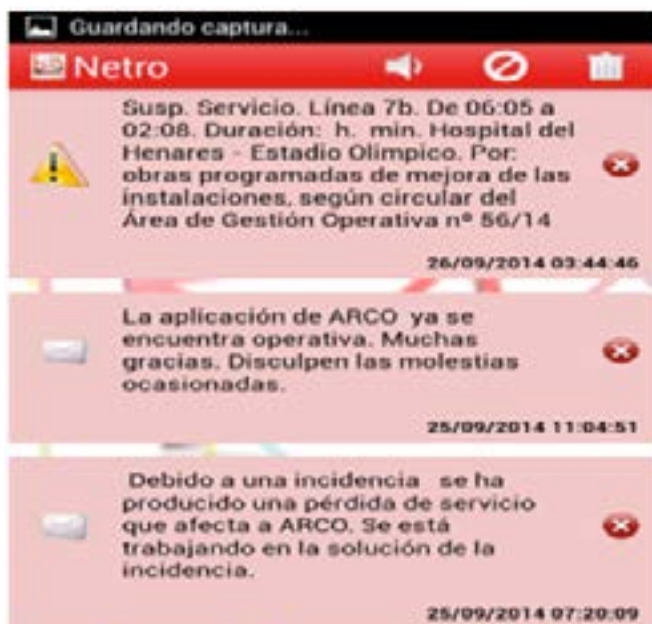 Guardando captura...
Netro
Susp. Servicio. Línea 7b. De 06:05 a
02:08. Duración: h. min. Hospital del
Henares - Estadio Olimpico. Por:
obras programadas de mejora de las
instalaciones, según circular del
Área de Gestión Operativa nº 56/14
26/09/2014 03:44:46
La aplicación de ARCO ya se
encuentra operativa. Muchas
gracias. Disculpen las molestias
ocasionadas.
25/09/2014 11:04:51
Debido a una incidencia se ha
producido una pérdida de servicio
que afecta a ARCO. Se está
trabajando en la solución de la
incidencia.
25/09/2014 07:20:09